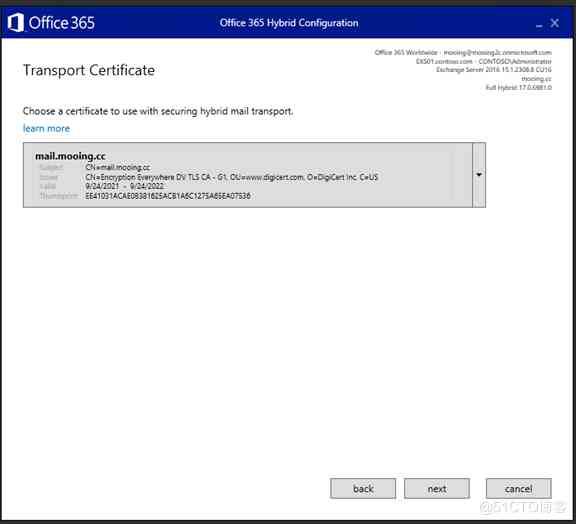 Office 365
Office 365 Hybrid Configuration
Office 365 Worldwide - mooing@mooing2c.onmicrosoft.com
EXS01.contoso.com - CONTOSO\Administrator
Exchange Server 2016 15.1.2308.8 CU16
mooing.cc
Full Hybrid 17.0.6981.0
Transport Certificate
Choose a certificate to use with securing hybrid mail transport.
learn more
mail.mooing.cc
Subject CN=mail.mooing.cc
Issuer CN=Encryption Everywhere DV TLS CA - G1, OU=www.digicert.com, O=DigiCert Inc, C=US
Valid 9/24/2021 - 9/24/2022
Thumbprint EE41031ACAE08381625ACB1A6C1275A65EA07536
back
next
cancel
@51CTO博客